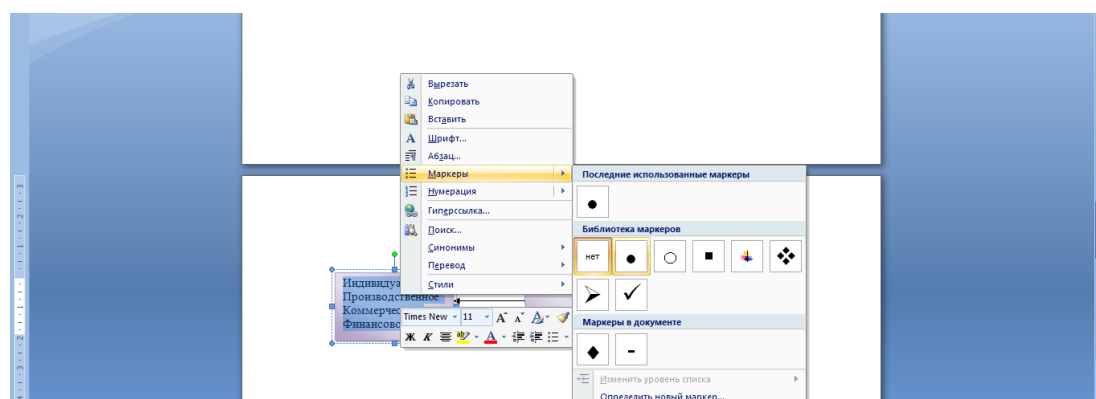 Вырезать
Копировать
Вставить
Шрифт...
Абзац...
Маркеры
Нумерация
Гиперссылка...
Поиск...
Синонимы
Перевод
Стили
Последние использованные маркеры
Библиотека маркеров
нет
Маркеры в документе
Изменить уровень списка
Определить новый маркер...
Индивидуа
Производственное
Коммерчес
Финансово
Times New
11
A A A
Ж К ab A